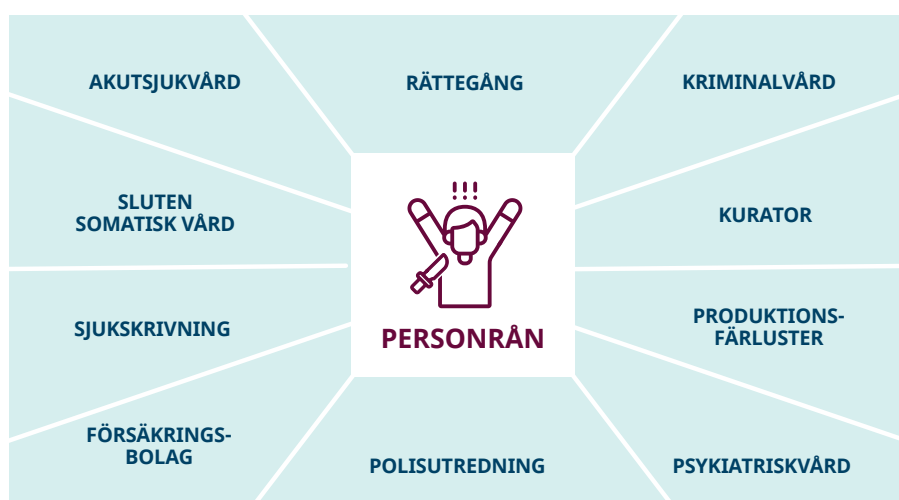 AKUTSJUKVÅRD
RÄTTEGÅNG
KRIMINALVÅRD
SLUTEN
SOMATISK VÅRD
KURATOR
SJUKSKRIVNING
PERSONRÅN
PRODUKTIONS-
FÄRLUSTER
FÖRSÄKRINGS-
BOLAG
POLISUTREDNING
PSYKIATRISKVÅRD